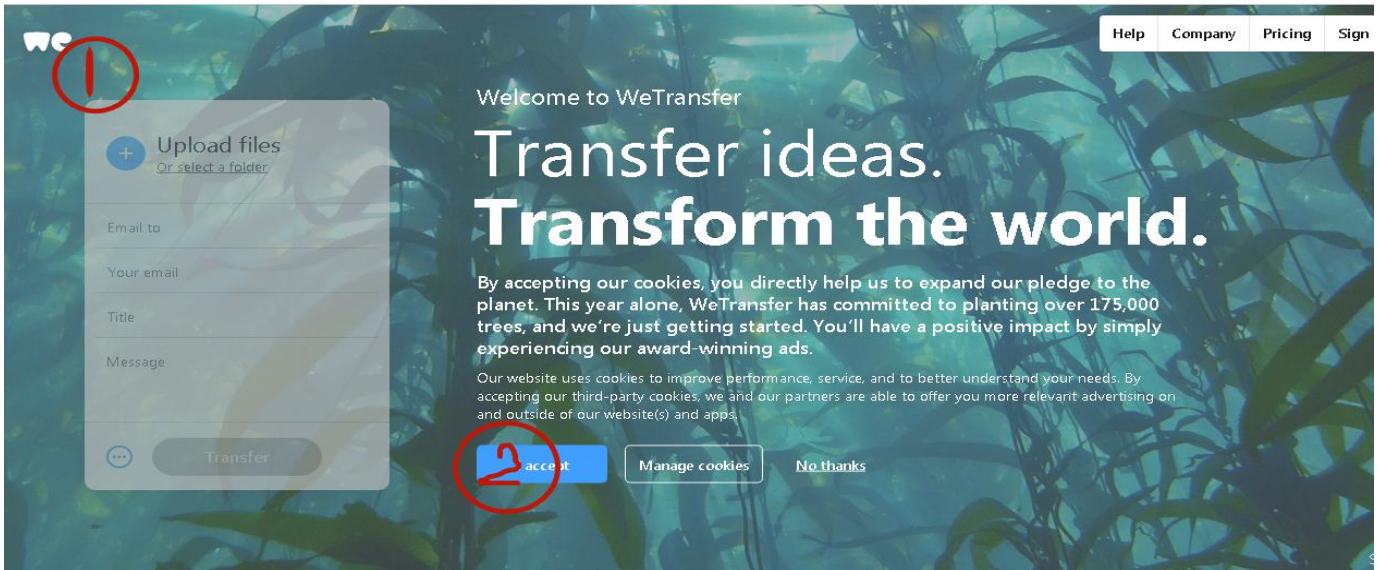 we
1
Help Company Pricing Sign
Upload files
Or select a folder
Email to
Your email
Title
Message
Transfer
Welcome to WeTransfer
Transfer ideas.
Transform the world.
By accepting our cookies, you directly help us to expand our pledge to the
planet. This year alone, WeTransfer has committed to planting over 175,000
trees, and we're just getting started. You'll have a positive impact by simply
experiencing our award-winning ads.
Our website uses cookies to improve performance, service, and to better understand your needs. By
accepting our third-party cookies, we and our partners are able to offer you more relevant advertising on
and outside of our website(s) and apps.
2 accept Manage cookies No thanks